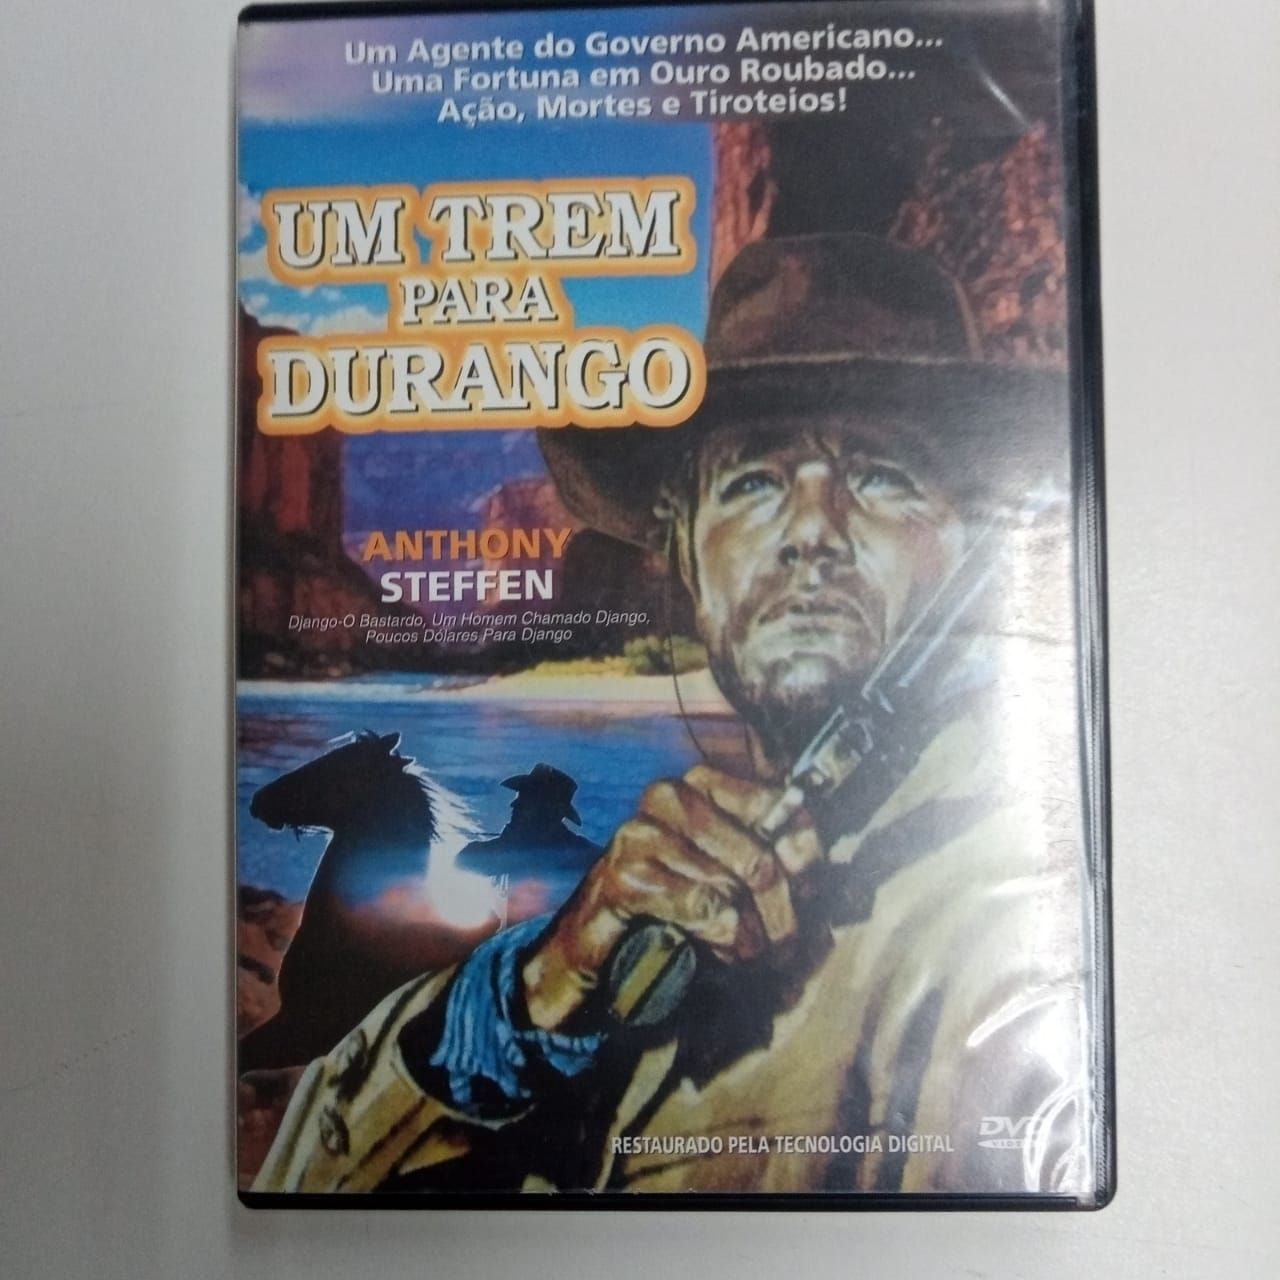 Um Agente do Governo Americano...
Uma Fortuna em Ouro Roubado...
Ação, Mortes e Tiroteios!
UM TREM
PARA
DURANGO
ANTHONY
STEFFEN
Django-O Bastardo, Um Homem Chamado Django,
Poucos Dólares Para Django
RESTAURADO PELA TECNOLOGIA DIGITAL
DVD
VIDEO